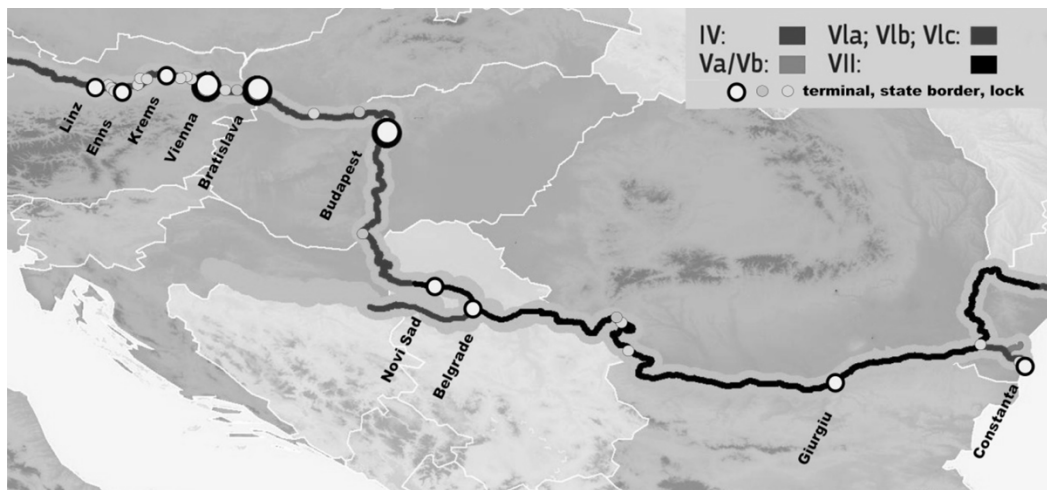 IV: VIa; VIb; VIc:
Va/Vb: VII:
terminal, state border, lock
Linz
Enns
Krems
Vienna
Bratislava
Budapest
Novi Sad
Belgrade
Giurgiu
Constanta